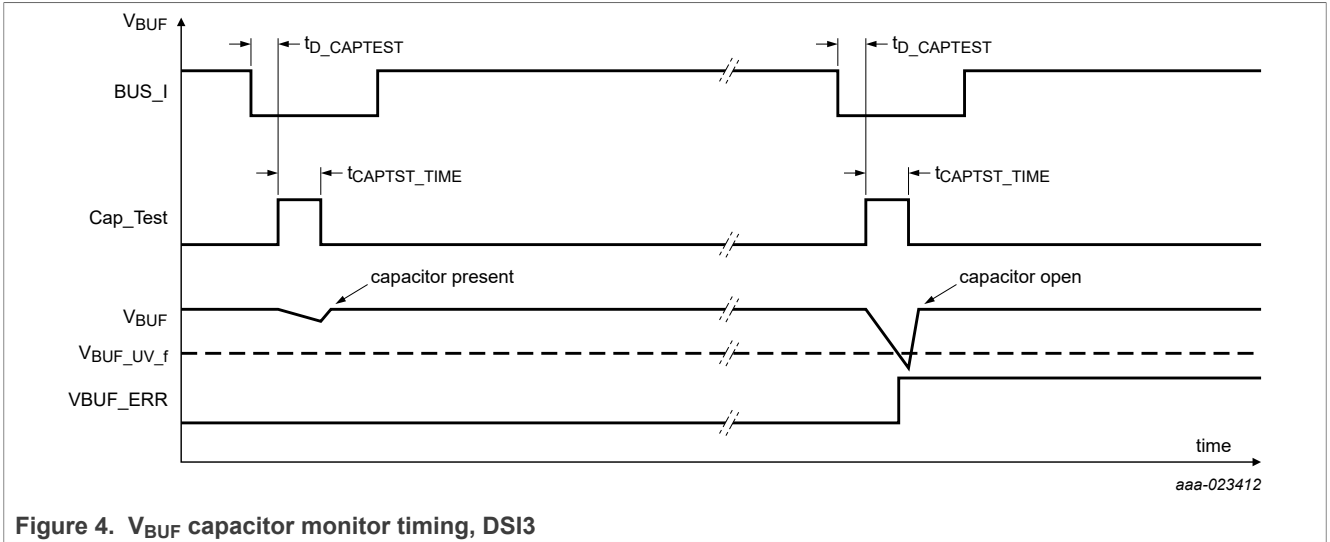 VBUF
tD_CAPTEST
tD_CAPTEST
BUS_I
tCAPTST_TIME
tCAPTST_TIME
Cap_Test
capacitor present
capacitor open
VBUF
VBUF_UV_f
VBUF_ERR
time
aaa-023412
Figure 4. VBUF capacitor monitor timing, DSI3